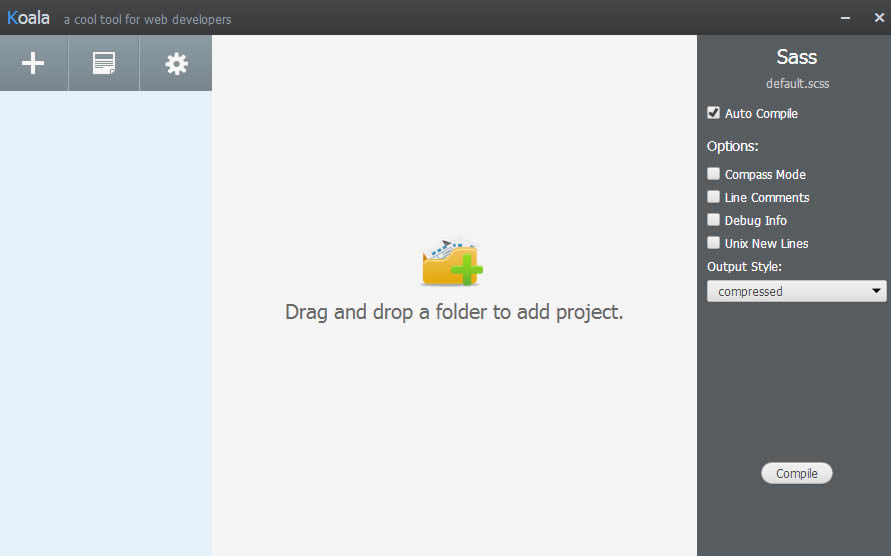 Koala a cool tool for web developers
Sass
default.scss
Auto Compile
Options:
Compass Mode
Line Comments
Debug Info
Unix New Lines
Output Style:
compressed
Drag and drop a folder to add project.
Compile